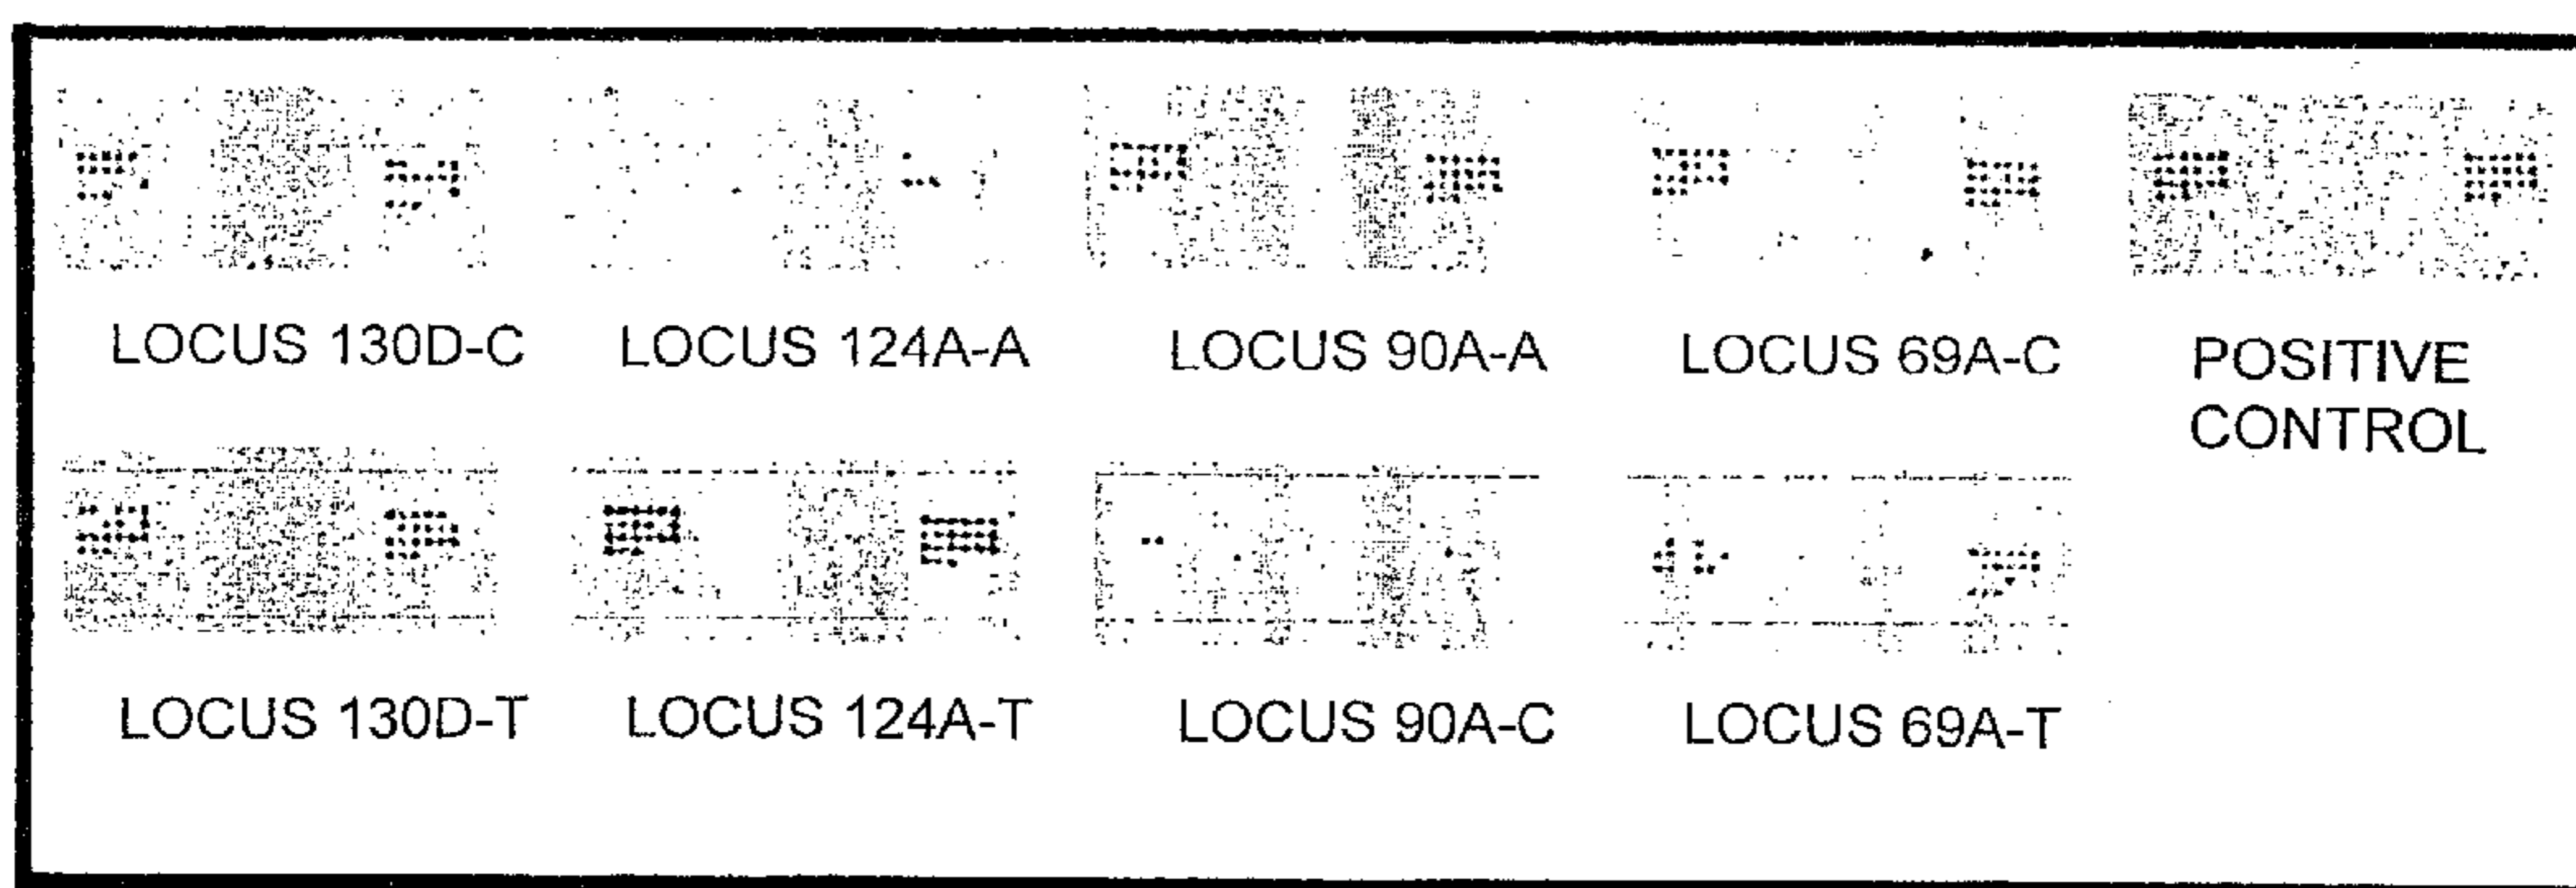 LOCUS 130D-C
LOCUS 124A-A
LOCUS 90A-A
LOCUS 69A-C
POSITIVE
CONTROL
LOCUS 130D-T
LOCUS 124A-T
LOCUS 90A-C
LOCUS 69A-T